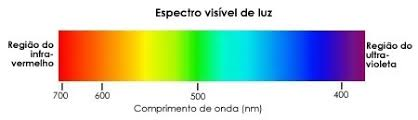 Espectro visível de luz
Região do
infra-
vermelho
Região do
ultra-
violeta
700
600
500
400
Comprimento de onda (nm)